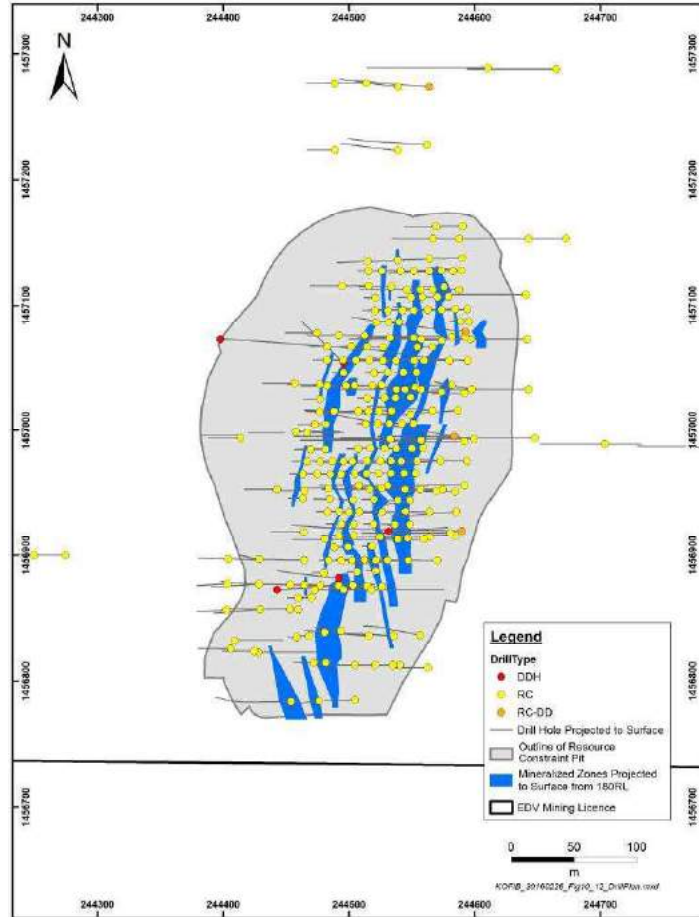 244300 244400 244500 244600 244700
N
1457300 1457300
1457200 1457200
1457100 1457100
1457000 1457000
1456900 1456900
1456800 1456800
1456700 1456700
Legend
DrillType
DDH
RC
RC-DD
Drill Hole Projected to Surface
Outline of Resource
Constraint Pit
Mineralized Zones Projected
to Surface from 180RL
EDV Mining Licence
0 50 100
m
KOFIB_20160226_Fig10_12_DrillPlan.mxd
244300 244400 244500 244600 244700